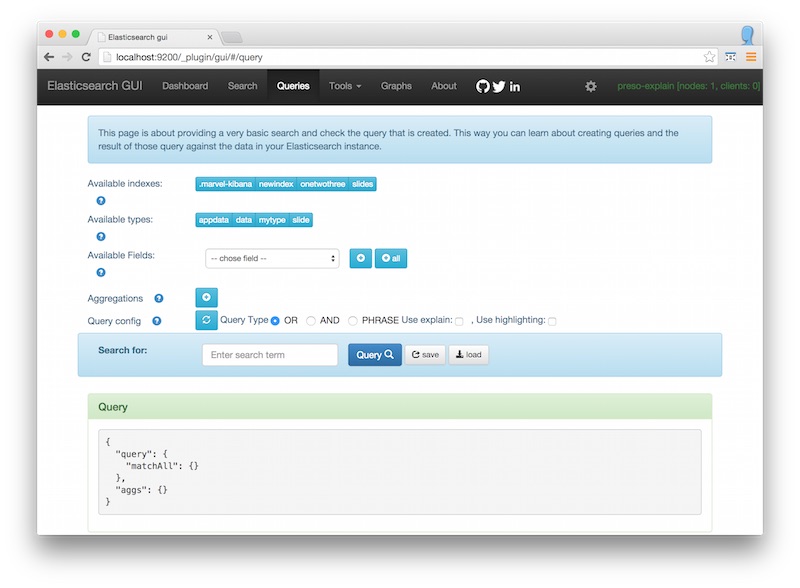 Elasticsearch gui
localhost:9200/_plugin/gui/#/query
Elasticsearch GUI Dashboard Search Queries Tools Graphs About in preso-explain [nodes: 1, clients: 0]
This page is about providing a very basic search and check the query that is created. This way you can learn about creating queries and the
result of those query against the data in your Elasticsearch instance.
Available indexes: .marvel-kibana newindex onetwothree slides
Available types: appdata data mytype slide
Available Fields: -- chose field -- all
Aggregations
Query config Query Type OR AND PHRASE Use explain: , Use highlighting:
Search for: Enter search term Query save load
Query
{
"query": {
"matchAll": {}
},
"aggs": {}
}